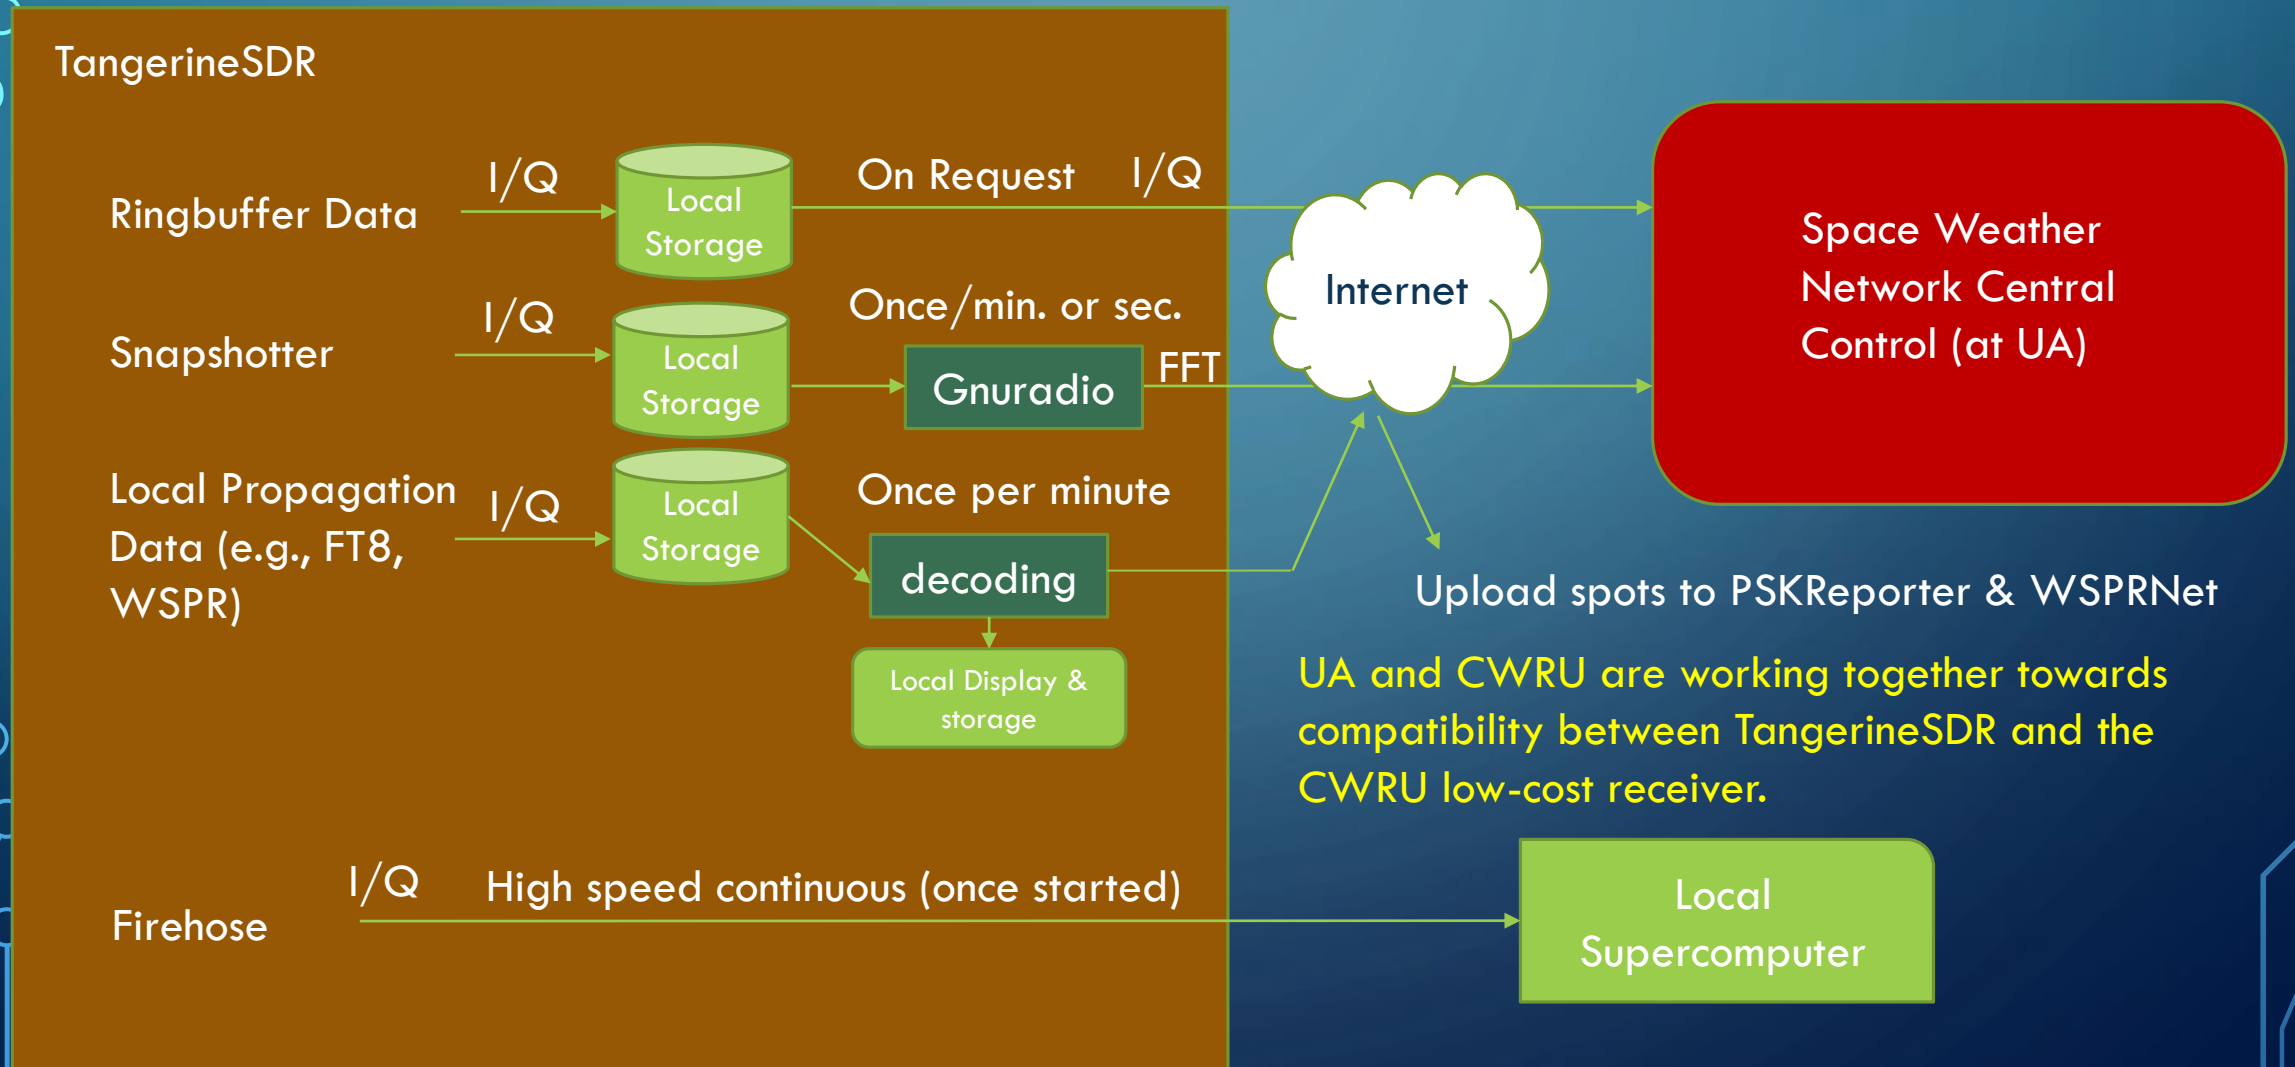 TangerineSDR
Ringbuffer Data
I/Q
Local
Storage
On Request
I/Q
Internet
Space Weather
Network Central
Control (at UA)
Snapshotter
I/Q
Local
Storage
Once/min. or sec.
Gnuradio
FFT
Local Propagation
Data (e.g., FT8,
WSPR)
I/Q
Local
Storage
Once per minute
decoding
Local Display &
storage
Upload spots to PSKReporter & WSPRNet
UA and CWRU are working together towards
compatibility between TangerineSDR and the
CWRU low-cost receiver.
Firehose
I/Q
High speed continuous (once started)
Local
Supercomputer